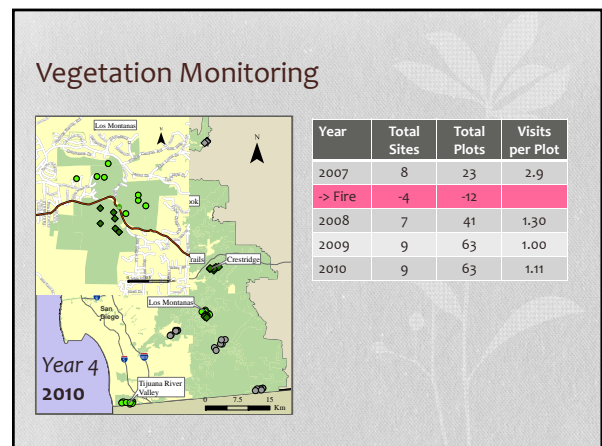 Vegetation Monitoring
Los Montanas
N
ook
rails
Crestridge
Los Montanas
San
Diego
Year 4
2010
Tijuana River
Valley
0 7.5 15
Km
Year Total Sites Total Plots Visits per Plot
2007 8 23 2.9
-> Fire -4 -12
2008 7 41 1.30
2009 9 63 1.00
2010 9 63 1.11